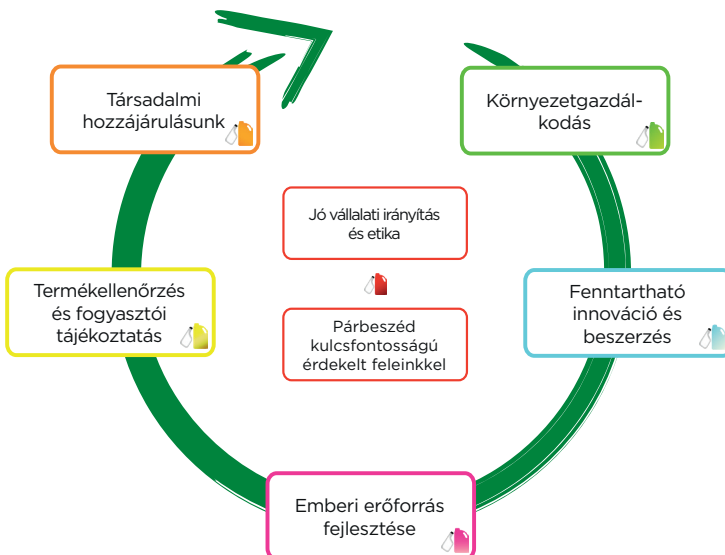 Társadalmi
hozzájárulásunk
Környezetgazdál-
kodás
Jó vállalati irányítás
és etika
Termékellenőrzés
és fogyasztói
tájékoztatás
Fenntartható
innováció és
beszerzés
Párbeszéd
kulcsfontosságú
érdekelt feleinkkel
Emberi erőforrás
fejlesztése